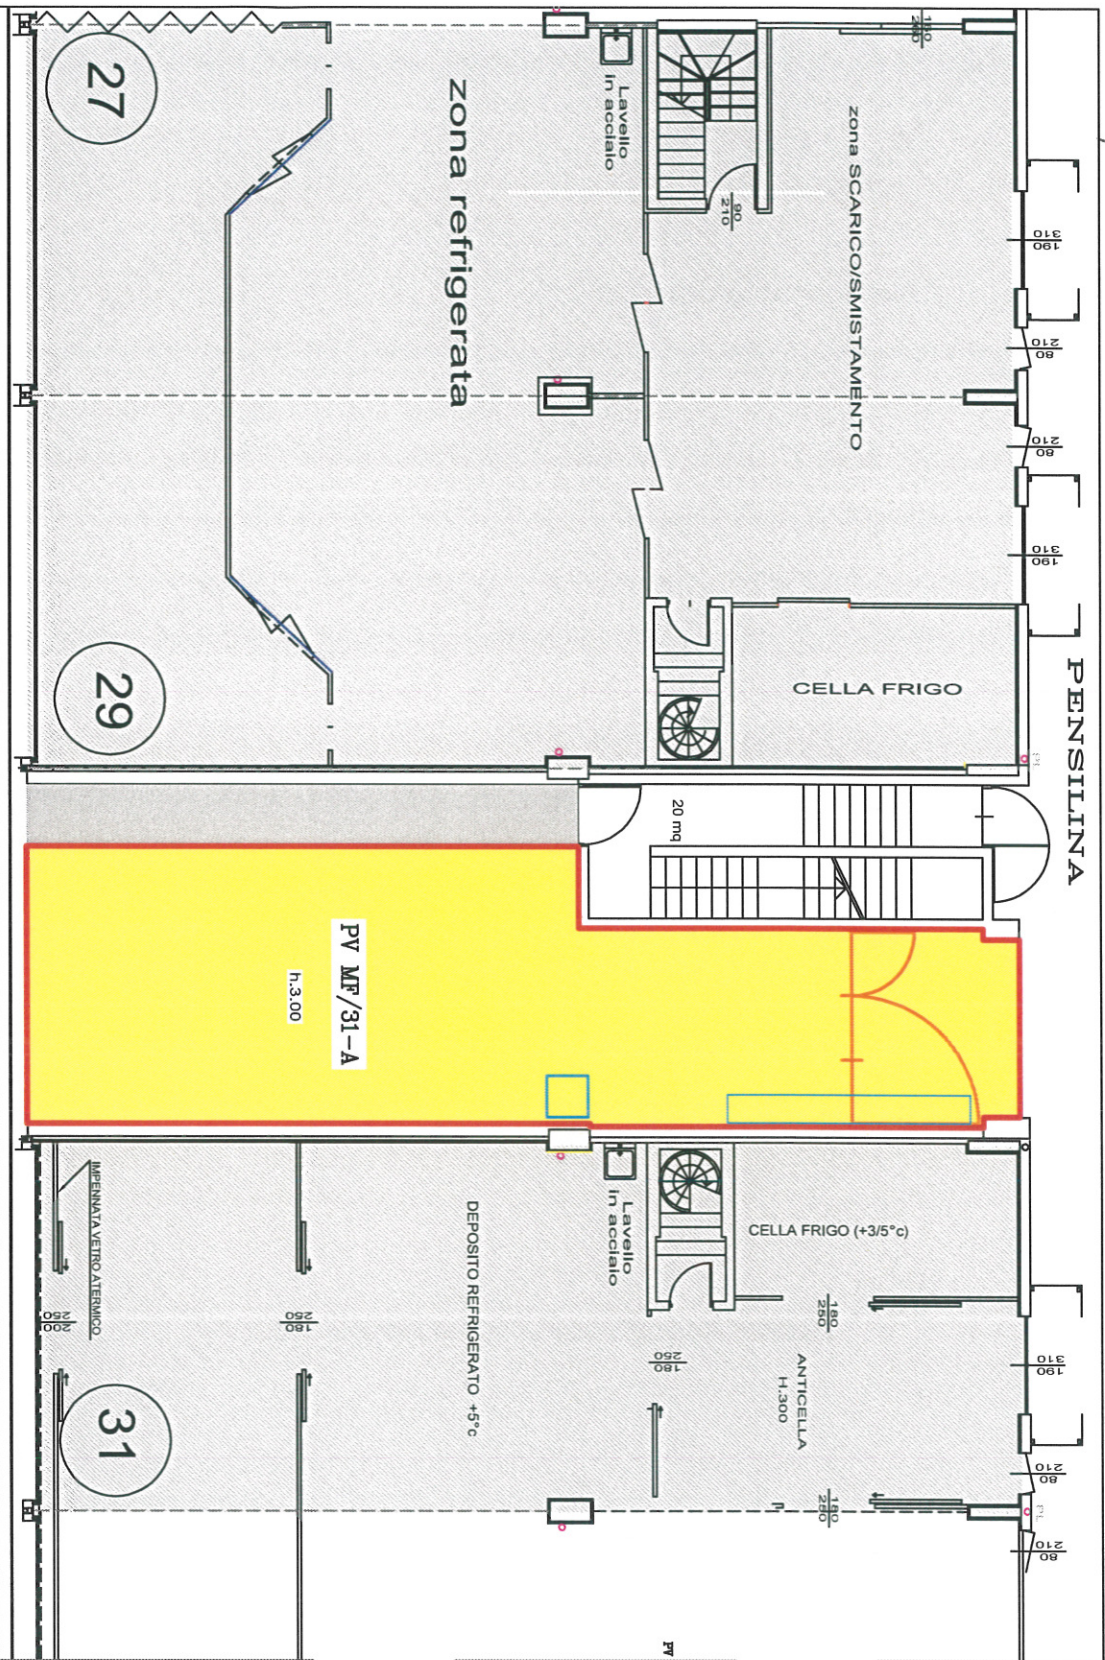 27
zona refrigerata
Lavello
in acciaio
90
210
zona SCARICO/SMISTAMENTO
310
190
210
80
210
80
310
190
29
CELLA FRIGO
PENSILINA
20 mq
PV MF/31-A
h.3.00
IMPENNATA VETRO ATERMICO
250
200
250
180
DEPOSITO REFRIGERATO +5°c
Lavello
in acciaio
CELLA FRIGO (+3/5°c)
180
250
250
180
ANTICELLA
H.300
180
250
310
190
210
80
PL
210
80
31
PV